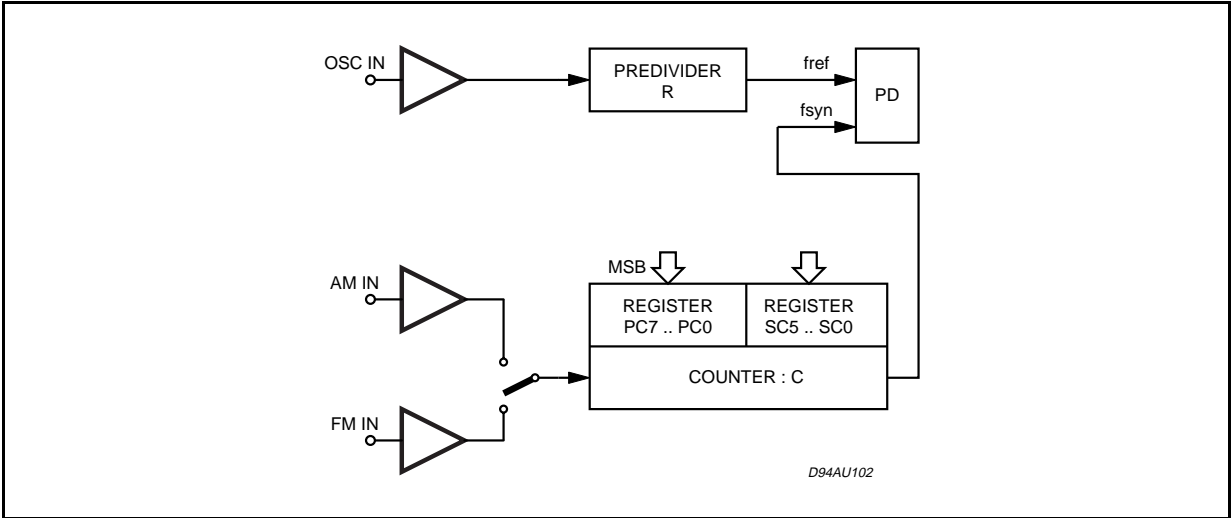 OSC IN
PREDIVIDER
R
fref
fsyn
PD
MSB
AM IN
REGISTER
PC7 .. PC0
REGISTER
SC5 .. SC0
COUNTER : C
FM IN
D94AU102